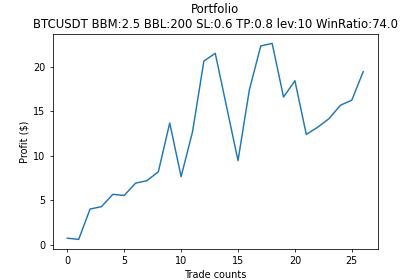 Portfolio
BTCUSDT BBM:2.5 BBL:200 SL:0.6 TP:0.8 lev:10 WinRatio:74.0
20
15
10
5
0
Profit ($)
0 5 10 15 20 25
Trade counts